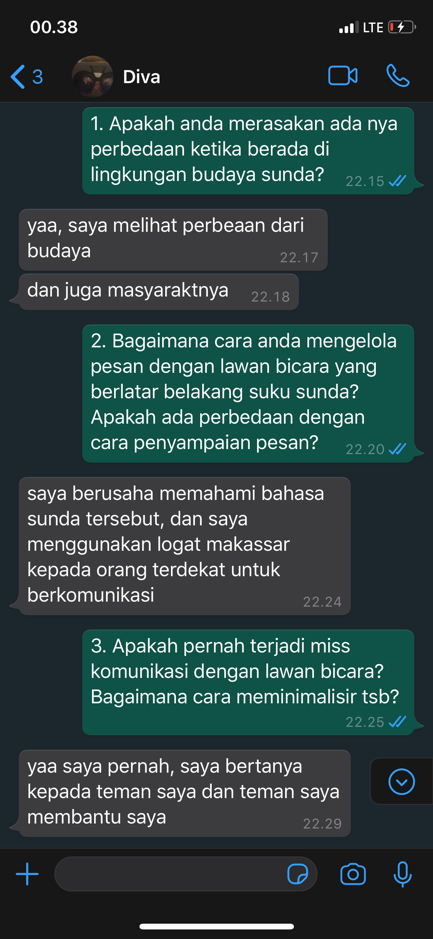 00.38
LTE
3
Diva
1. Apakah anda merasakan ada nya
perbedaan ketika berada di
lingkungan budaya sunda?
22.15
yaa, saya melihat perbeaan dari
budaya
22.17
dan juga masyaraktnya
22.18
2. Bagaimana cara anda mengelola
pesan dengan lawan bicara yang
berlatar belakang suku sunda?
Apakah ada perbedaan dengan
cara penyampaian pesan?
22.20
saya berusaha memahami bahasa
sunda tersebut, dan saya
menggunakan logat makassar
kepada orang terdekat untuk
berkomunikasi
22.24
3. Apakah pernah terjadi miss
komunikasi dengan lawan bicara?
Bagaimana cara meminimalisir tsb?
22.25
yaa saya pernah, saya bertanya
kepada teman saya dan teman saya
membantu saya
22.29